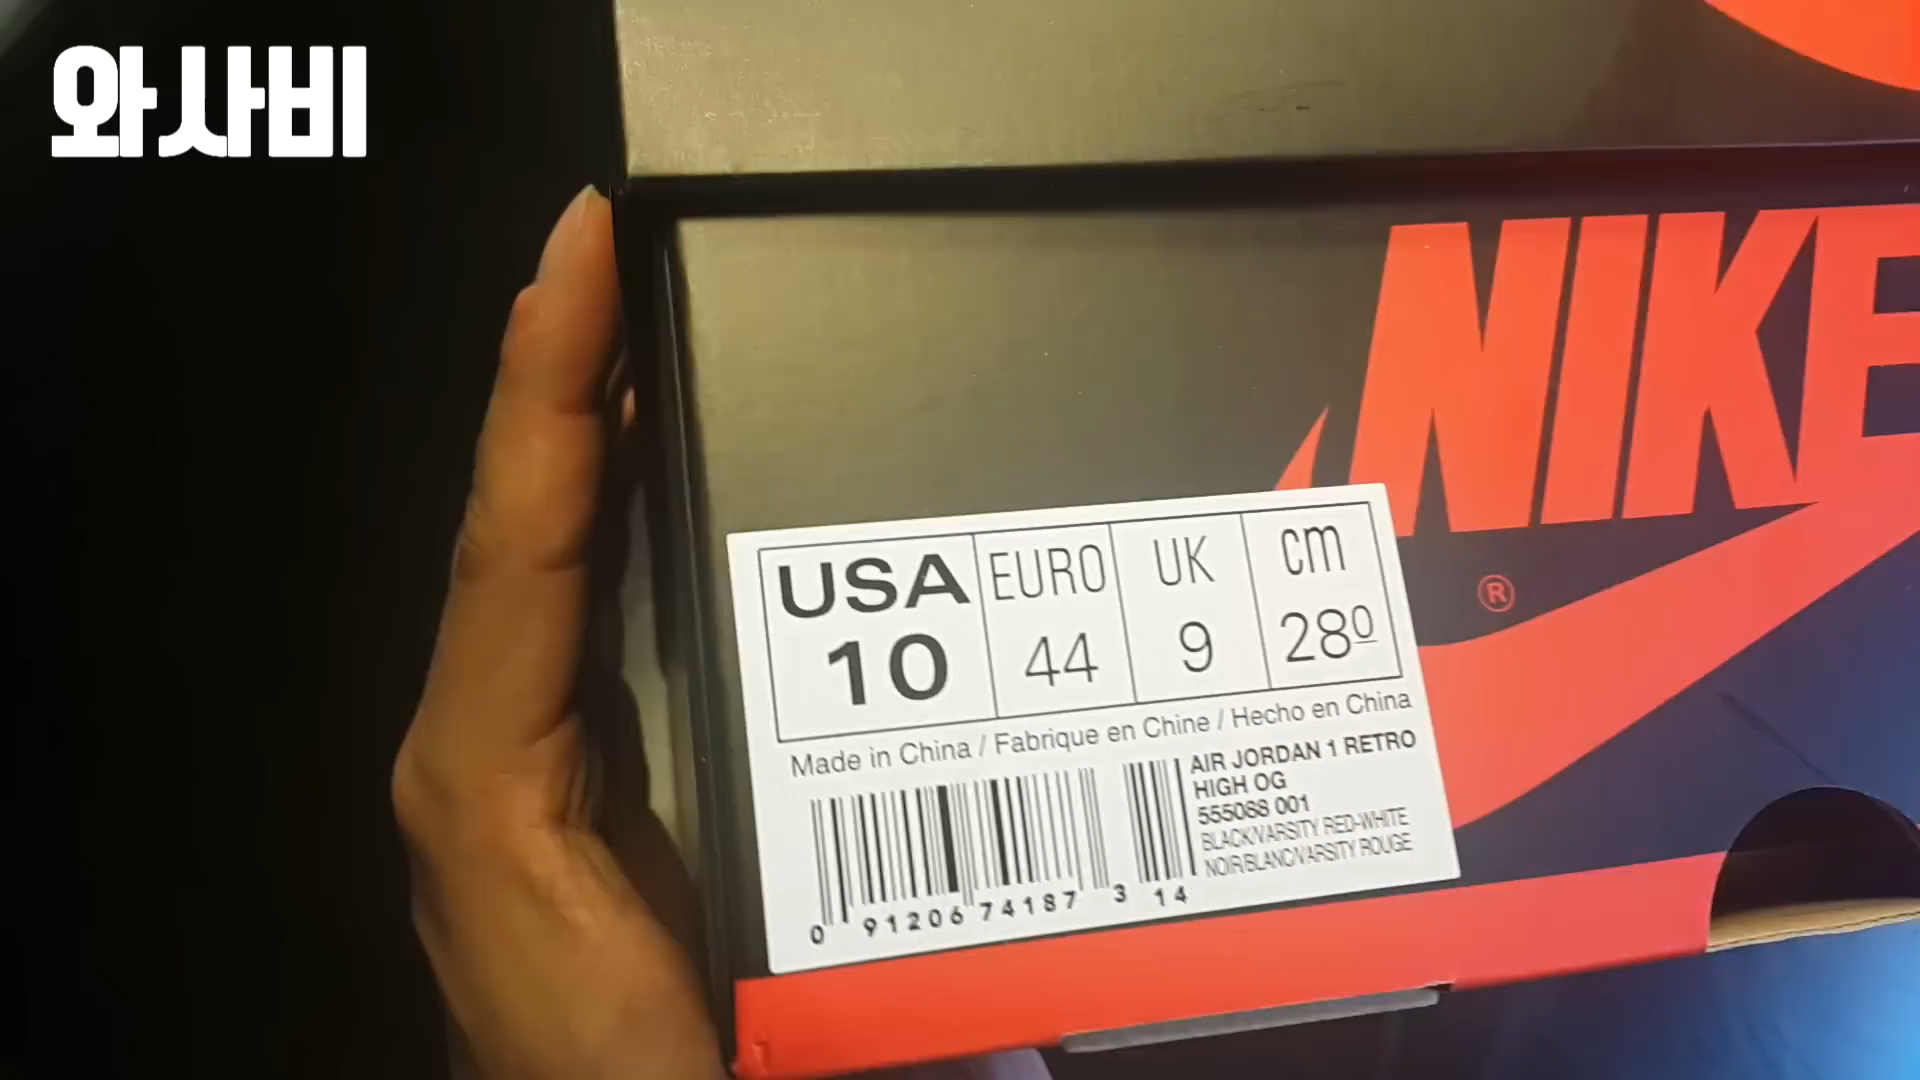 와사비
NIKE
®
USA EURO UK cm
10 44 9 28⁰
Made in China / Fabrique en Chine / Hecho en China
AIR JORDAN 1 RETRO
HIGH OG
555088 001
BLACK/VARSITY RED-WHITE
NOIR/BLANC/VARSITY ROUGE
0 91206 74187 3 14